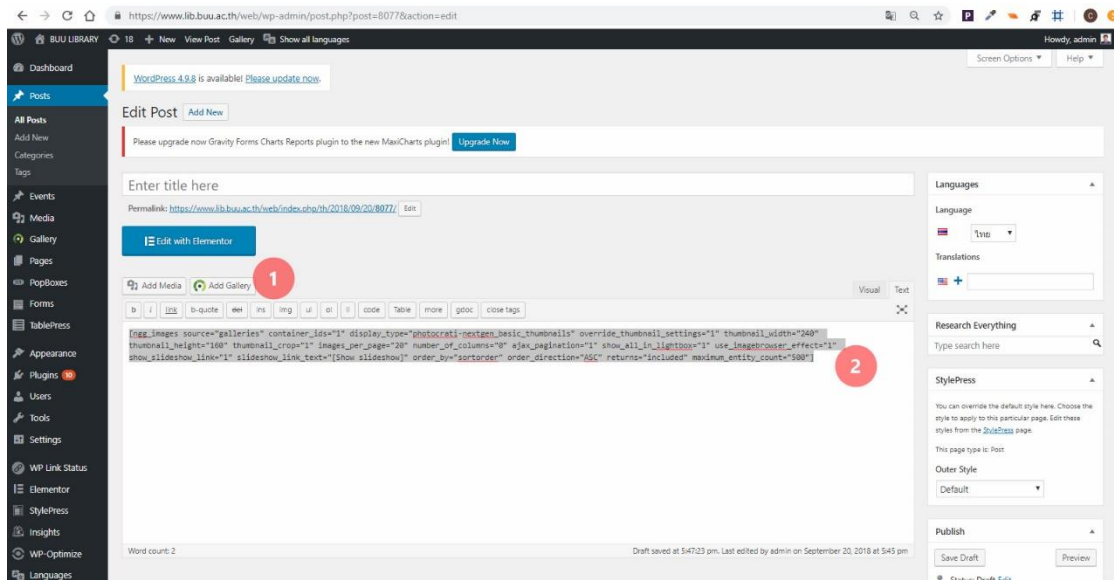 https://www.lib.buu.ac.th/web/wp-admin/post.php?post=8077&action=edit
BUU LIBRARY 18 + New View Post Gallery Show all languages Howdy, admin
Screen Options ▼ Help ▼
Dashboard
Posts
All Posts
Add New
Categories
Tags
Events
Media
Gallery
Pages
PopBoxes
Forms
TablePress
Appearance
Plugins 10
Users
Tools
Settings
WP Link Status
Elementor
StylePress
Insights
WP-Optimize
Languages
WordPress 4.9.8 is available! Please update now.
Edit Post Add New
Please upgrade now Gravity Forms Charts Reports plugin to the new MaxiCharts plugin! Upgrade Now
Enter title here
Permalink: https://www.lib.buu.ac.th/web/index.php/th/2018/09/20/8077/ Edit
Edit with Elementor
Add Media Add Gallery 1
Visual Text
b i link b-quote del ins img ul ol li code Table more gdoc close tags
[ngg_images source="galleries" container_ids="1" display_type="photocrati-nextgen_basic_thumbnails" override_thumbnail_settings="1" thumbnail_width="240"
thumbnail_height="160" thumbnail_crop="1" images_per_page="20" number_of_columns="0" ajax_pagination="1" show_all_in_lightbox="1" use_imagebrowser_effect="1"
show_slideshow_link="1" slideshow_link_text="[Show slideshow]" order_by="sortorder" order_direction="ASC" returns="included" maximum_entity_count="500"]
2
Word count: 2 Draft saved at 5:47:23 pm. Last edited by admin on September 20, 2018 at 5:45 pm
Languages
Language
ไทย
Translations
Research Everything
Type search here
StylePress
You can override the default style here. Choose the
style to apply to this particular page. Edit these
styles from the StylePress page.
This page type is: Post
Outer Style
Default
Publish
Save Draft Preview
Status: Draft Edit